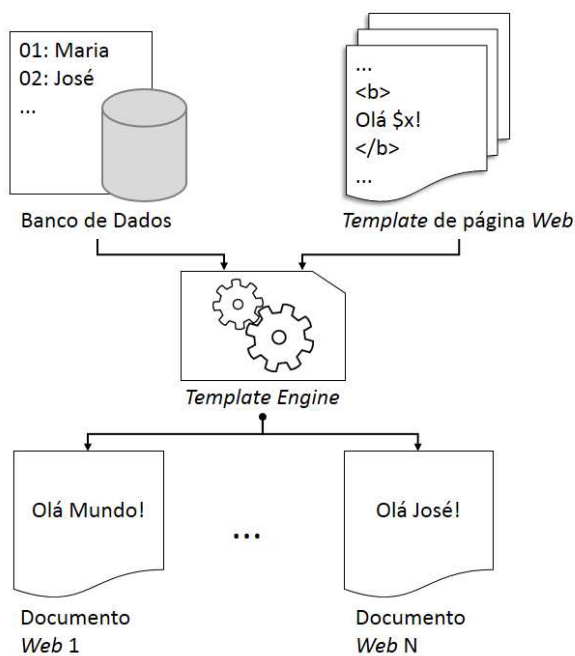 01: Maria
02: José
...
...
<b>
Olá $x!
</b>
...
Banco de Dados
Template de página Web
Template Engine
Olá Mundo!
...
Olá José!
Documento
Web 1
Documento
Web N